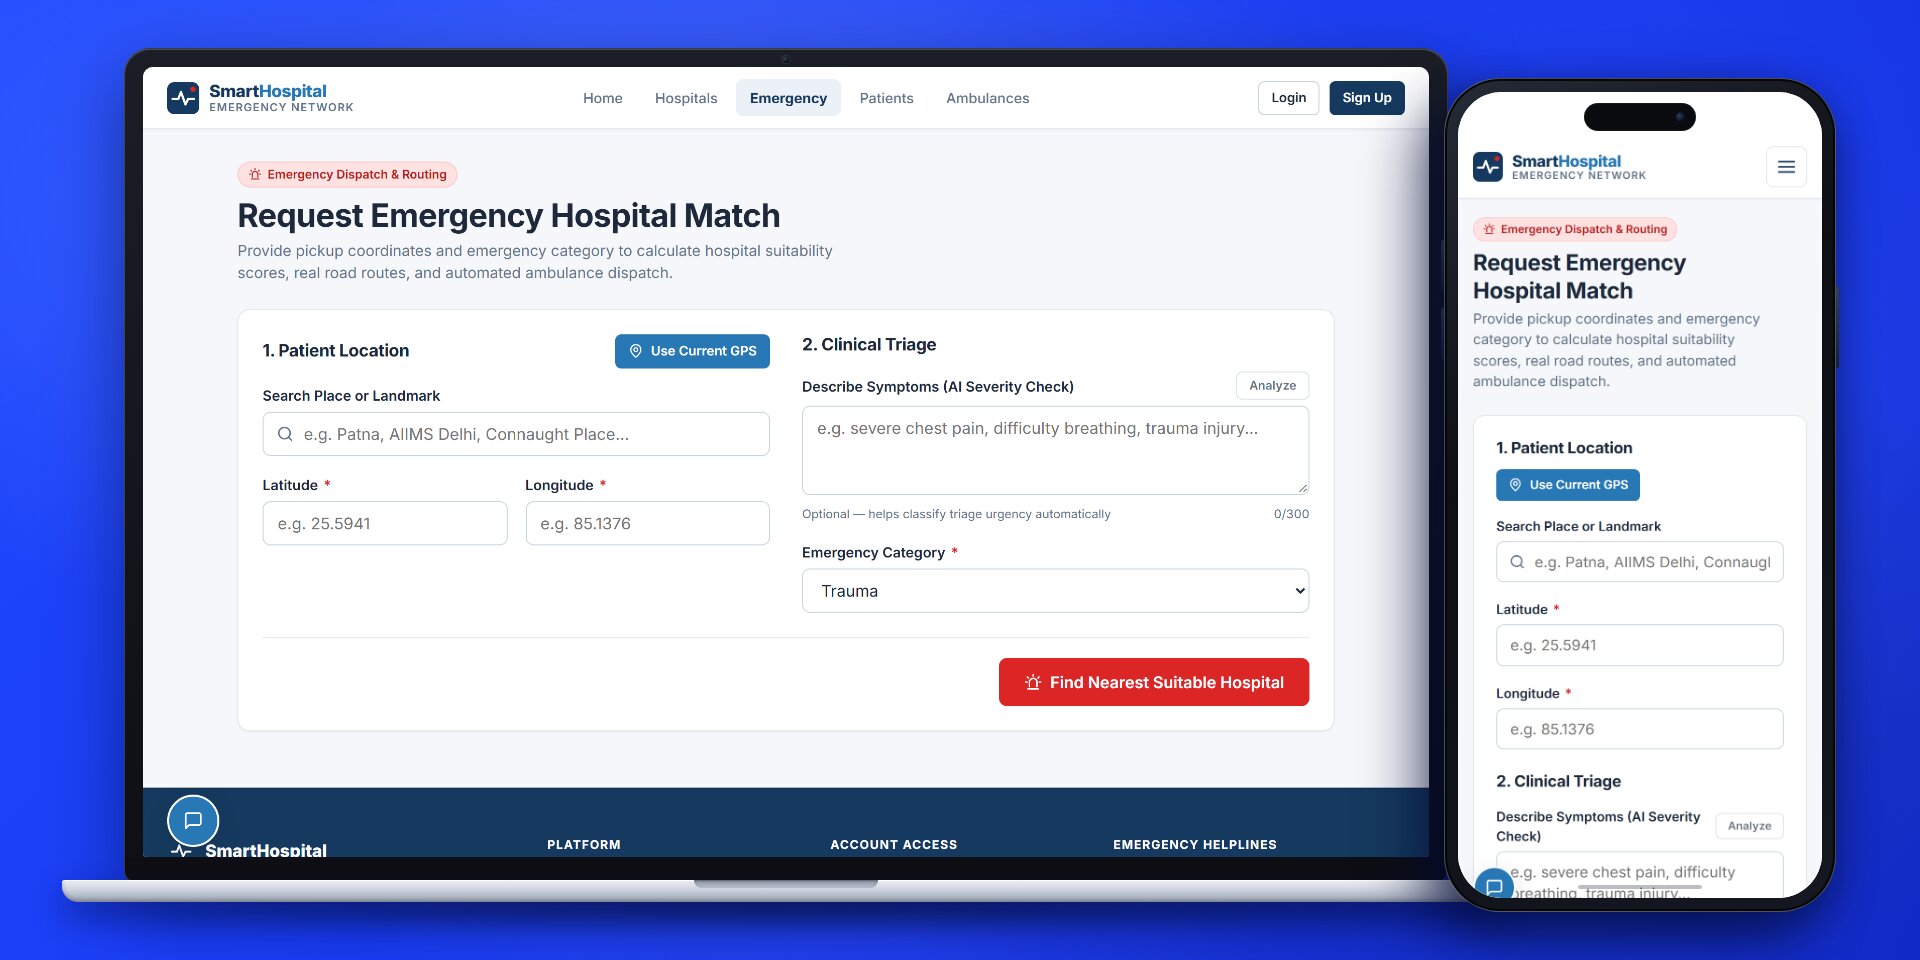 SmartHospital
EMERGENCY NETWORK
Home
Hospitals
Emergency
Patients
Ambulances
Login
Sign Up
Emergency Dispatch & Routing
Request Emergency Hospital Match
Provide pickup coordinates and emergency category to calculate hospital suitability
scores, real road routes, and automated ambulance dispatch.
1. Patient Location
Use Current GPS
Search Place or Landmark
e.g. Patna, AIIMS Delhi, Connaught Place...
Latitude *
Longitude *
e.g. 25.5941
e.g. 85.1376
2. Clinical Triage
Describe Symptoms (AI Severity Check)
Analyze
e.g. severe chest pain, difficulty breathing, trauma injury...
Optional — helps classify triage urgency automatically
0/300
Emergency Category *
Trauma
Find Nearest Suitable Hospital
SmartHospital
PLATFORM
ACCOUNT ACCESS
EMERGENCY HELPLINES
SmartHospital
EMERGENCY NETWORK
Emergency Dispatch & Routing
Request Emergency
Hospital Match
Provide pickup coordinates and emergency
category to calculate hospital suitability
scores, real road routes, and automated
ambulance dispatch.
1. Patient Location
Use Current GPS
Search Place or Landmark
e.g. Patna, AIIMS Delhi, Connaugl
Latitude *
e.g. 25.5941
Longitude *
e.g. 85.1376
2. Clinical Triage
Describe Symptoms (AI Severity
Check)
Analyze
e.g. severe chest pain, difficulty
breathing, trauma injury...